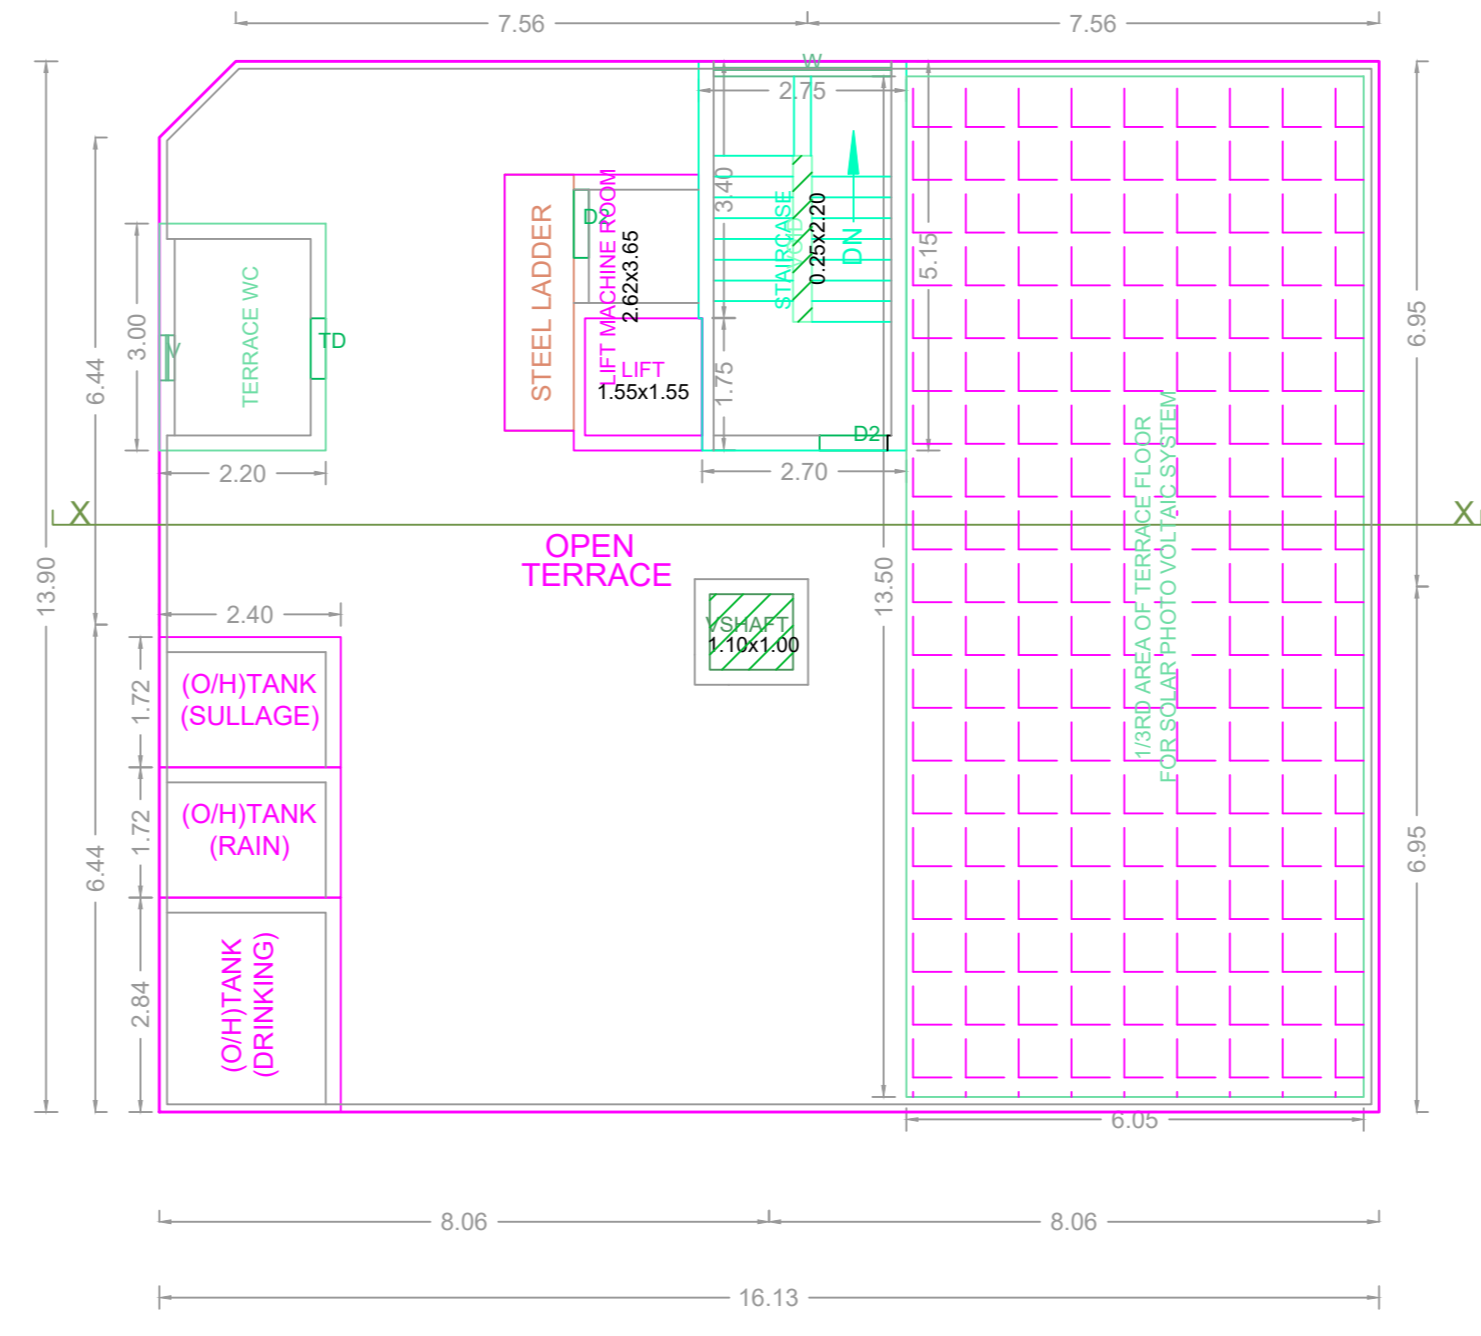 7.56
7.56
W
2.75
3.40
STAIRCASE
0.25x2.20
DN
5.15
D2
LIFT MACHINE ROOM
2.62x3.65
STEEL LADDER
LIFT
1.55x1.55
1.75
D2
2.70
TERRACE WC
TD
V
3.00
2.20
6.44
13.90
6.95
X
X
OPEN
TERRACE
2.40
VSHAFT
1.10x1.00
13.50
1/3RD AREA OF TERRACE FLOOR
FOR SOLAR PHOTO VOLTAIC SYSTEM
(O/H)TANK
(SULLAGE)
1.72
(O/H)TANK
(RAIN)
1.72
6.44
6.95
(O/H)TANK
(DRINKING)
2.84
6.05
8.06
8.06
16.13